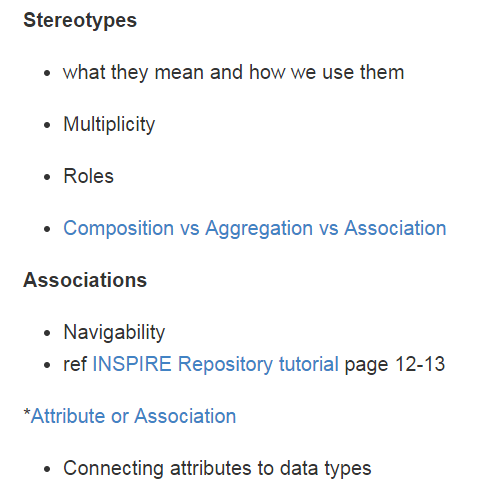 Stereotypes
what they mean and how we use them
Multiplicity
Roles
Composition vs Aggregation vs Association
Associations
Navigability
ref INSPIRE Repository tutorial page 12-13
*Attribute or Association
Connecting attributes to data types